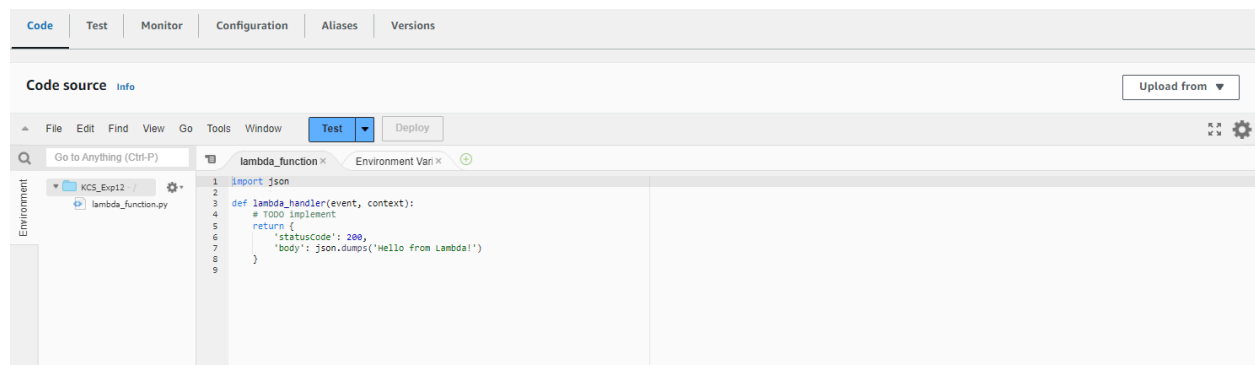 Code Test Monitor Configuration Aliases Versions
Code source Info
Upload from
File Edit Find View Go Tools Window Test Deploy
Go to Anything (Ctrl-P)
lambda_function × Environment Vari ×
Environment
KCS_Exp12 - /
lambda_function.py
1 import json
2
3 def lambda_handler(event, context):
4 # TODO implement
5 return {
6 'statusCode': 200,
7 'body': json.dumps('Hello from Lambda!')
8 }
9